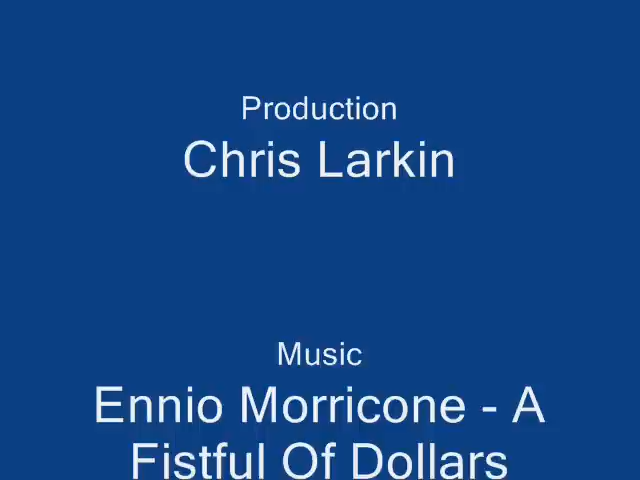 Production
Chris Larkin
Music
Ennio Morricone - A
Fistful Of Dollars